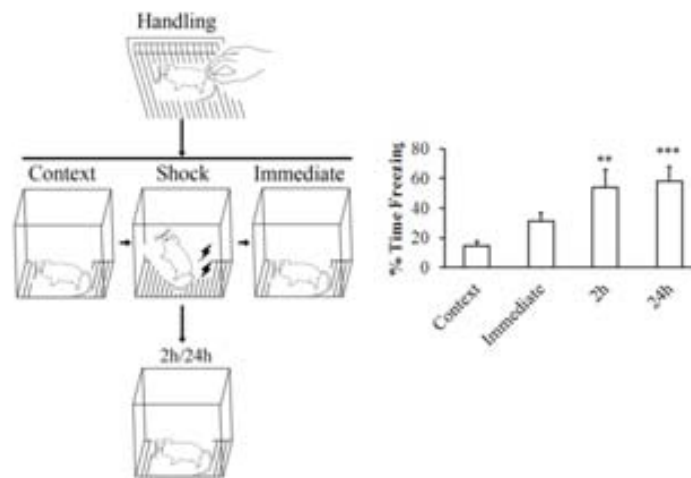 Handling
Context Shock Immediate
2h/24h
% Time Freezing
80
60
40
20
0
** ***
Context Immediate 2h 24h